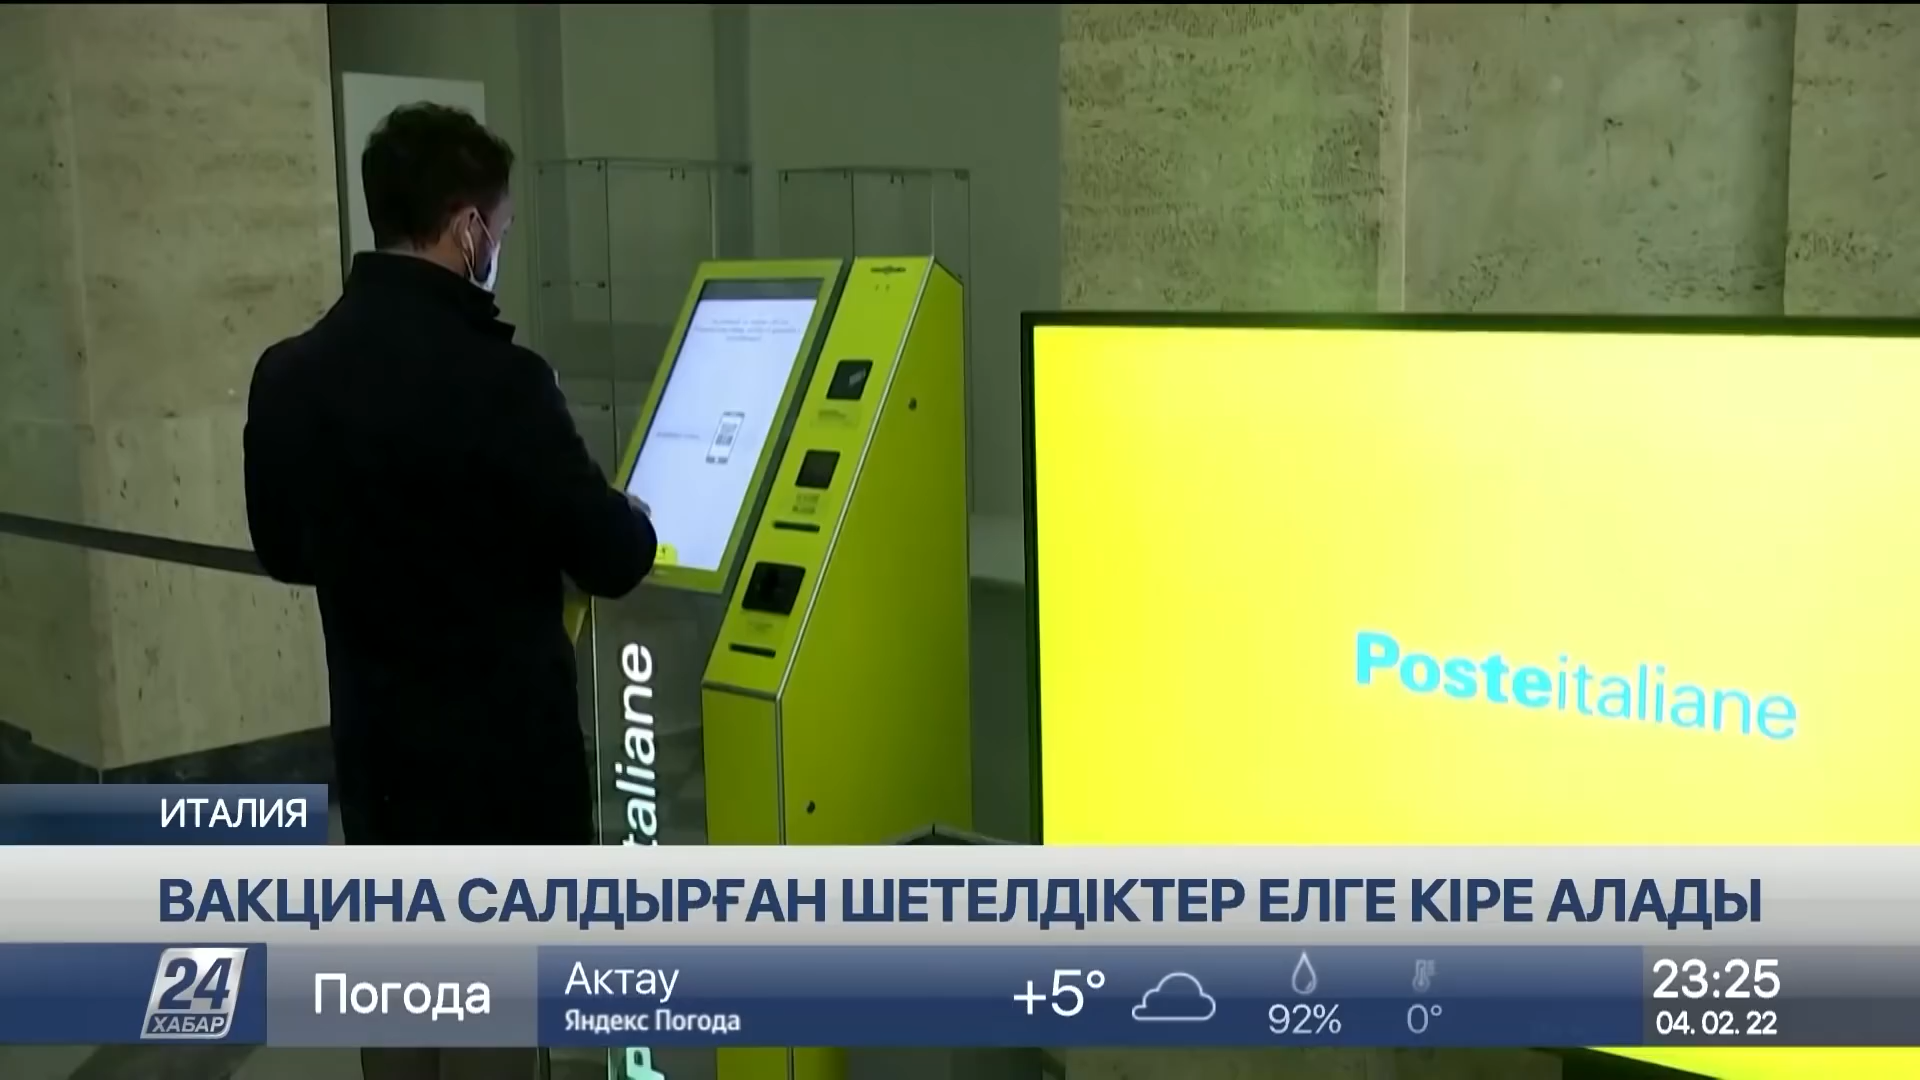 Posteitaliane
taliane
P
ИТАЛИЯ
ВАКЦИНА САЛДЫРҒАН ШЕТЕЛДІКТЕР ЕЛГЕ КІРЕ АЛАДЫ
24
ХАБАР
Погода
Актау
Яндекс Погода
+5°
92%
0°
23:25
04. 02. 22